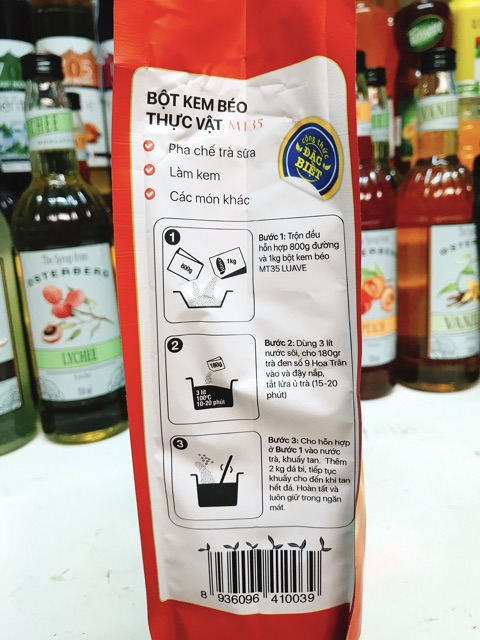 BỘT KEM BÉO
THỰC VẬT MT35
Pha chế trà sữa
Làm kem
Các món khác
công thức
ĐẶC
BIỆT
1
800g
1kg
Bước 1: Trộn đều
hỗn hợp 800g đường
và 1kg bột kem béo
MT35 LUAVE
2
180g
3 lít
100°C
10-20 phút
Bước 2: Dùng 3 lít
nước sôi, cho 180gr
trà đen số 9 Hoa Trân
vào và đậy nắp,
tắt lửa ủ trà (15-20
phút)
3
Bước 3: Cho hỗn hợp
ở Bước 1 vào nước
trà, khuấy tan. Thêm
2 kg đá bi, tiếp tục
khuấy cho đến khi tan
hết đá. Hoàn tất và
luôn giữ trong ngăn
mát.
8 936096 410039
The Syrup from
OSTERBERG
LYCHEE
PEACH